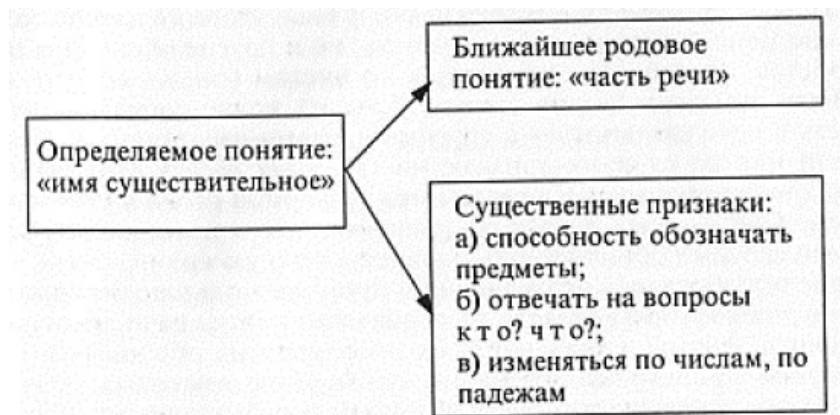 Ближайшее родовое
понятие: «часть речи»
Определяемое понятие:
«имя существительное»
Существенные признаки:
а) способность обозначать
предметы;
б) отвечать на вопросы
к т о? ч т о?;
в) изменяться по числам, по
падежам